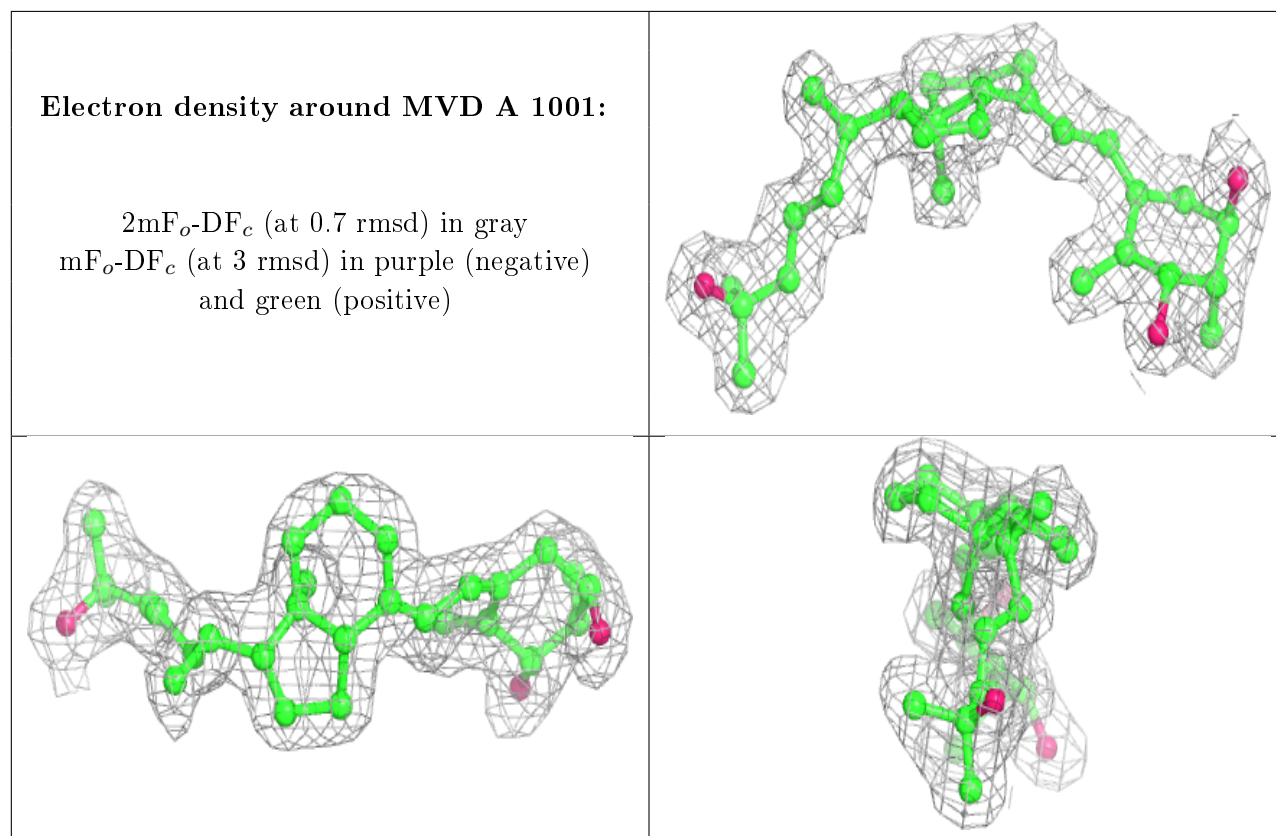 Electron density around MVD A 1001:
2mFo-DFc (at 0.7 rmsd) in gray
mFo-DFc (at 3 rmsd) in purple (negative)
and green (positive)